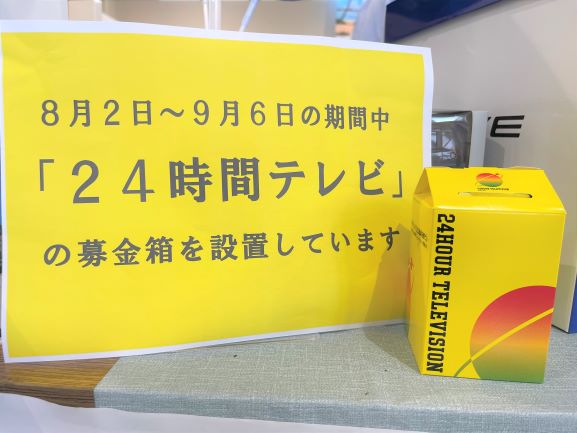 8月2日～9月6日の期間中
「24時間テレビ」
の募金箱を設置しています
24HOUR TELEVISION